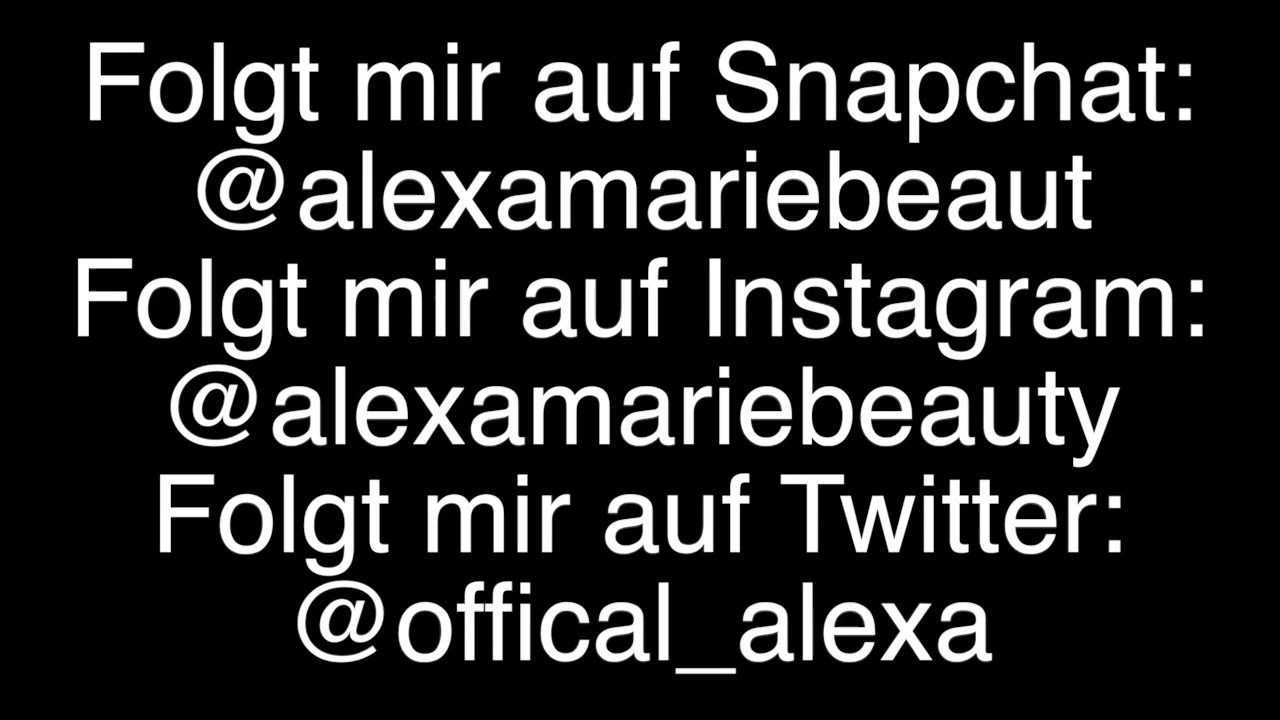 Folgt mir auf Snapchat:
@alexamariebeaut
Folgt mir auf Instagram:
@alexamariebeauty
Folgt mir auf Twitter:
@offical_alexa